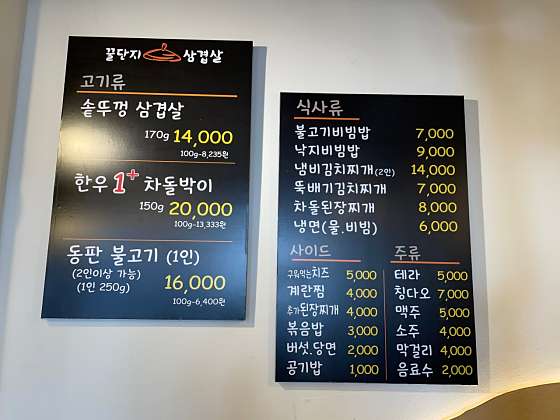 꿀단지 삼겹살
고기류
솥뚜껑 삼겹살
170g 14,000
100g-8,235원
한우 1+ 차돌박이
150g 20,000
100g-13,333원
동판 불고기 (1인)
(2인이상 가능)
(1인 250g) 16,000
100g-6,400원
식사류
불고기비빔밥 7,000
낙지비빔밥 9,000
냄비김치찌개(2인) 14,000
뚝배기김치찌개 7,000
차돌된장찌개 8,000
냉면(물.비빔) 6,000
사이드
구워먹는치즈 5,000
계란찜 4,000
추가된장찌개 4,000
볶음밥 3,000
버섯.당면 2,000
공기밥 1,000
주류
테라 5,000
칭다오 7,000
맥주 5,000
소주 4,000
막걸리 4,000
음료수 2,000